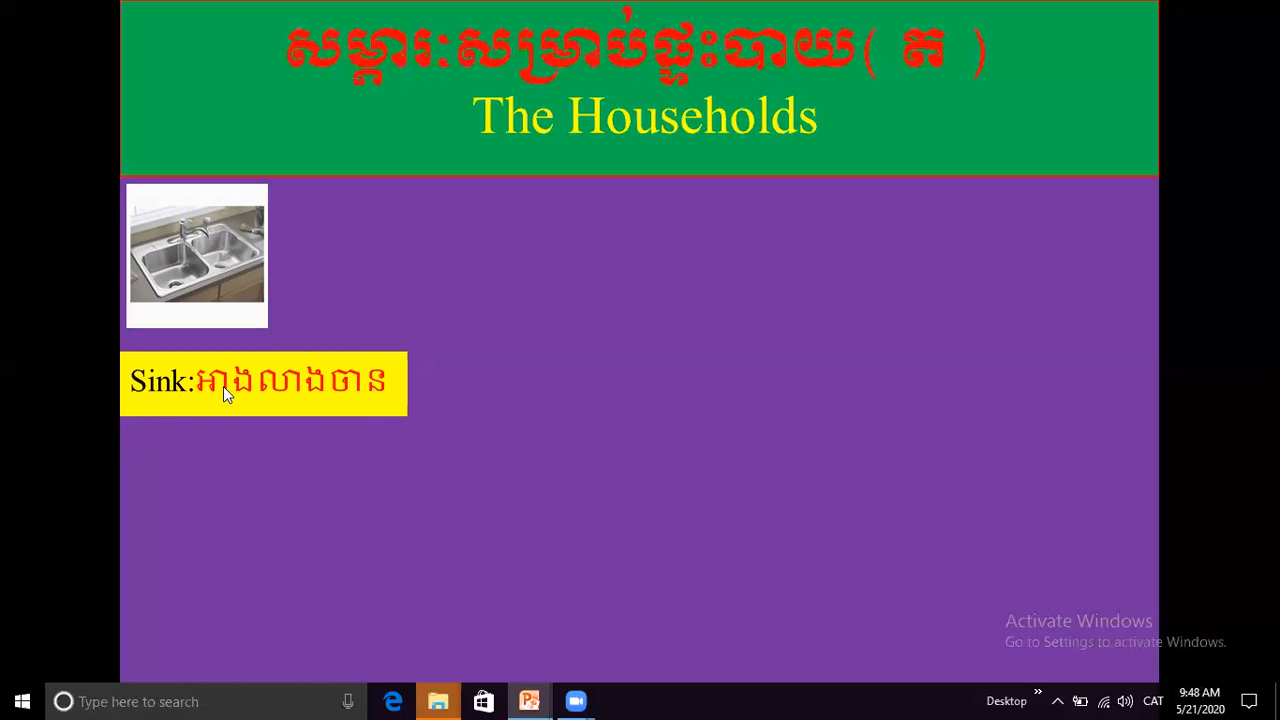 សម្ភារ:សម្រាប់ផ្ទះបាយ( ត )
The Households
Sink:អាងលាងចាន
Activate Windows
Go to Settings to activate Windows.
Type here to search
Desktop
CAT
9:48 AM
5/21/2020